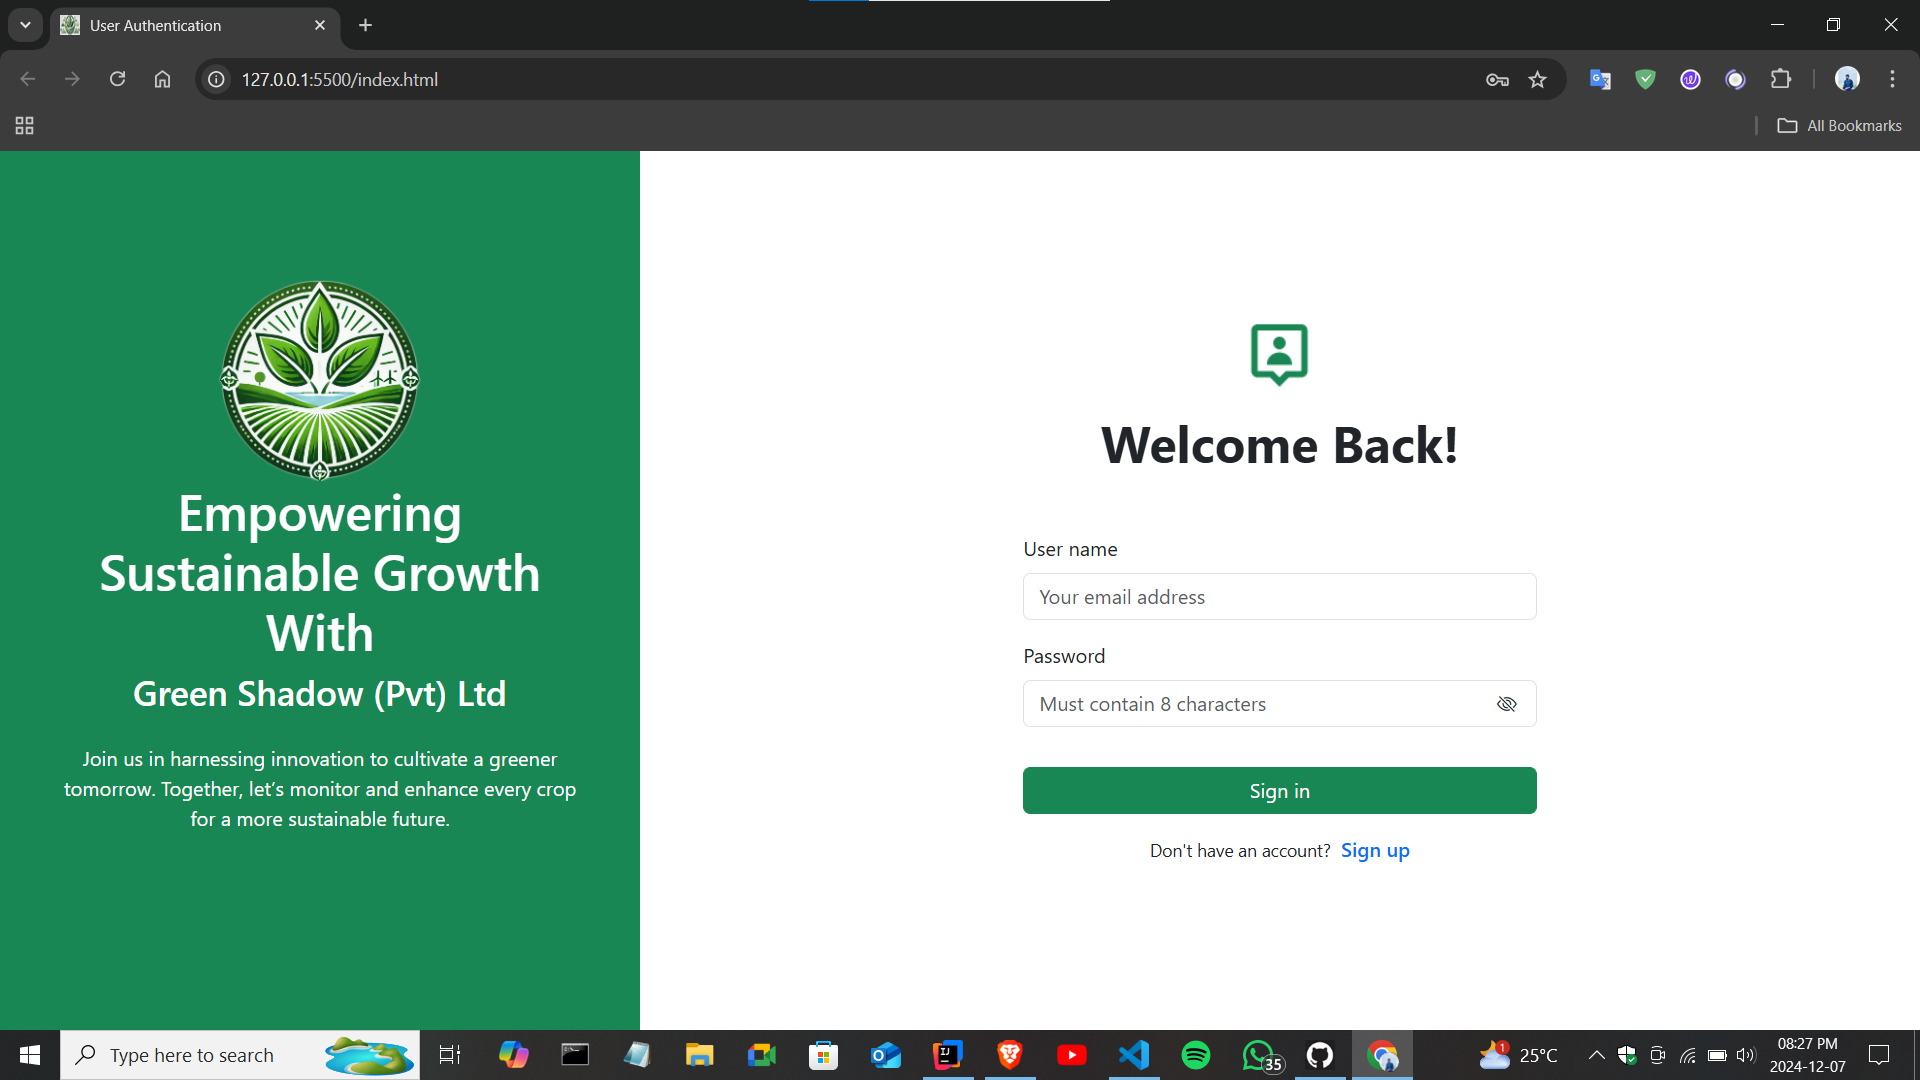 User Authentication
127.0.0.1:5500/index.html
All Bookmarks
Empowering
Sustainable Growth
With
Green Shadow (Pvt) Ltd
Join us in harnessing innovation to cultivate a greener
tomorrow. Together, let’s monitor and enhance every crop
for a more sustainable future.
Welcome Back!
User name
Your email address
Password
Must contain 8 characters
Sign in
Don't have an account? Sign up
Type here to search
35
1
25°C
08:27 PM
2024-12-07